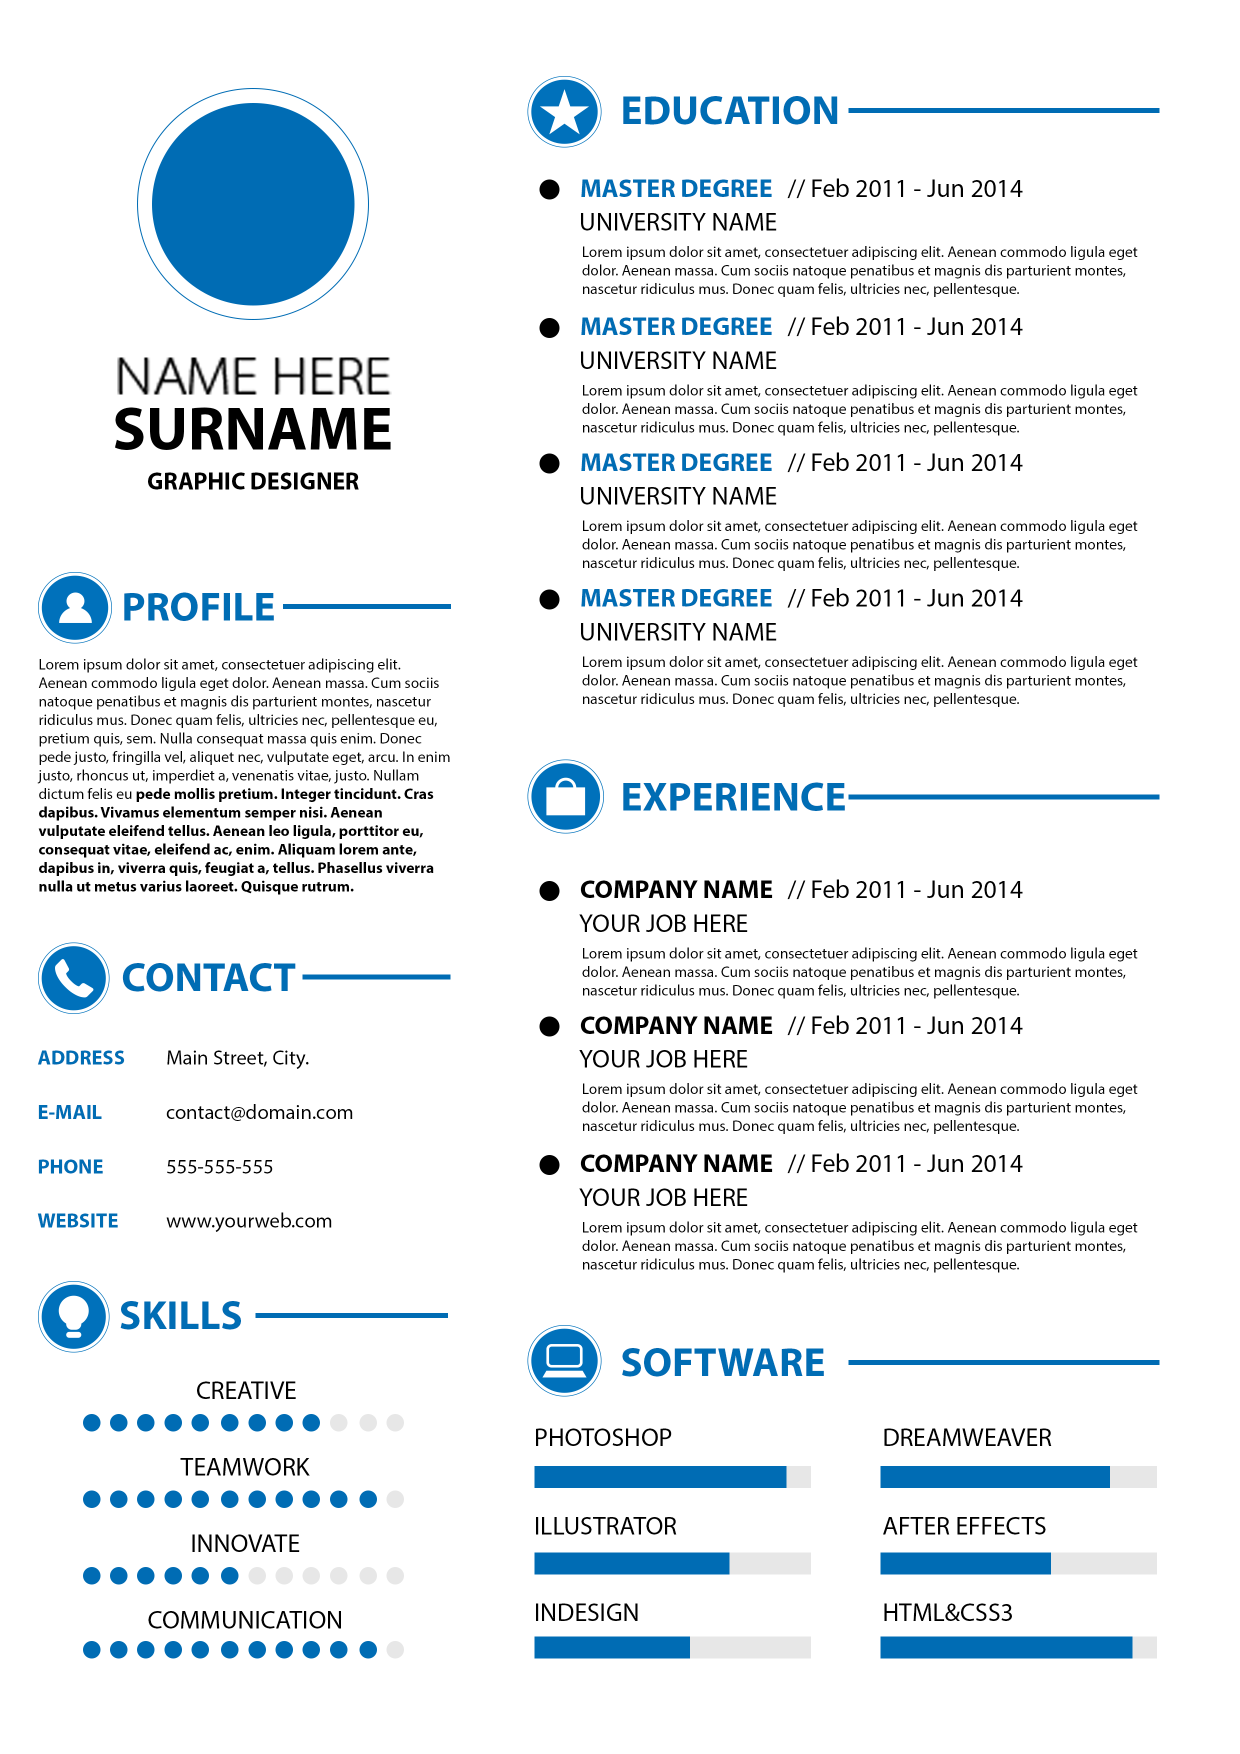 NAME HERE
SURNAME
GRAPHIC DESIGNER
PROFILE
Lorem ipsum dolor sit amet, consectetuer adipiscing elit.
Aenean commodo ligula eget dolor. Aenean massa. Cum sociis
natoque penatibus et magnis dis parturient montes, nascetur
ridiculus mus. Donec quam felis, ultricies nec, pellentesque eu,
pretium quis, sem. Nulla consequat massa quis enim. Donec
pede justo, fringilla vel, aliquet nec, vulputate eget, arcu. In enim
justo, rhoncus ut, imperdiet a, venenatis vitae, justo. Nullam
dictum felis eu pede mollis pretium. Integer tincidunt. Cras
dapibus. Vivamus elementum semper nisi. Aenean
vulputate eleifend tellus. Aenean leo ligula, porttitor eu,
consequat vitae, eleifend ac, enim. Aliquam lorem ante,
dapibus in, viverra quis, feugiat a, tellus. Phasellus viverra
nulla ut metus varius laoreet. Quisque rutrum.
CONTACT
ADDRESS Main Street, City.
E-MAIL contact@domain.com
PHONE 555-555-555
WEBSITE www.yourweb.com
SKILLS
CREATIVE
TEAMWORK
INNOVATE
COMMUNICATION
EDUCATION
MASTER DEGREE // Feb 2011 - Jun 2014
UNIVERSITY NAME
Lorem ipsum dolor sit amet, consectetuer adipiscing elit. Aenean commodo ligula eget
dolor. Aenean massa. Cum sociis natoque penatibus et magnis dis parturient montes,
nascetur ridiculus mus. Donec quam felis, ultricies nec, pellentesque.
MASTER DEGREE // Feb 2011 - Jun 2014
UNIVERSITY NAME
Lorem ipsum dolor sit amet, consectetuer adipiscing elit. Aenean commodo ligula eget
dolor. Aenean massa. Cum sociis natoque penatibus et magnis dis parturient montes,
nascetur ridiculus mus. Donec quam felis, ultricies nec, pellentesque.
MASTER DEGREE // Feb 2011 - Jun 2014
UNIVERSITY NAME
Lorem ipsum dolor sit amet, consectetuer adipiscing elit. Aenean commodo ligula eget
dolor. Aenean massa. Cum sociis natoque penatibus et magnis dis parturient montes,
nascetur ridiculus mus. Donec quam felis, ultricies nec, pellentesque.
MASTER DEGREE // Feb 2011 - Jun 2014
UNIVERSITY NAME
Lorem ipsum dolor sit amet, consectetuer adipiscing elit. Aenean commodo ligula eget
dolor. Aenean massa. Cum sociis natoque penatibus et magnis dis parturient montes,
nascetur ridiculus mus. Donec quam felis, ultricies nec, pellentesque.
EXPERIENCE
COMPANY NAME // Feb 2011 - Jun 2014
YOUR JOB HERE
Lorem ipsum dolor sit amet, consectetuer adipiscing elit. Aenean commodo ligula eget
dolor. Aenean massa. Cum sociis natoque penatibus et magnis dis parturient montes,
nascetur ridiculus mus. Donec quam felis, ultricies nec, pellentesque.
COMPANY NAME // Feb 2011 - Jun 2014
YOUR JOB HERE
Lorem ipsum dolor sit amet, consectetuer adipiscing elit. Aenean commodo ligula eget
dolor. Aenean massa. Cum sociis natoque penatibus et magnis dis parturient montes,
nascetur ridiculus mus. Donec quam felis, ultricies nec, pellentesque.
COMPANY NAME // Feb 2011 - Jun 2014
YOUR JOB HERE
Lorem ipsum dolor sit amet, consectetuer adipiscing elit. Aenean commodo ligula eget
dolor. Aenean massa. Cum sociis natoque penatibus et magnis dis parturient montes,
nascetur ridiculus mus. Donec quam felis, ultricies nec, pellentesque.
SOFTWARE
PHOTOSHOP DREAMWEAVER
ILLUSTRATOR AFTER EFFECTS
INDESIGN HTML&CSS3